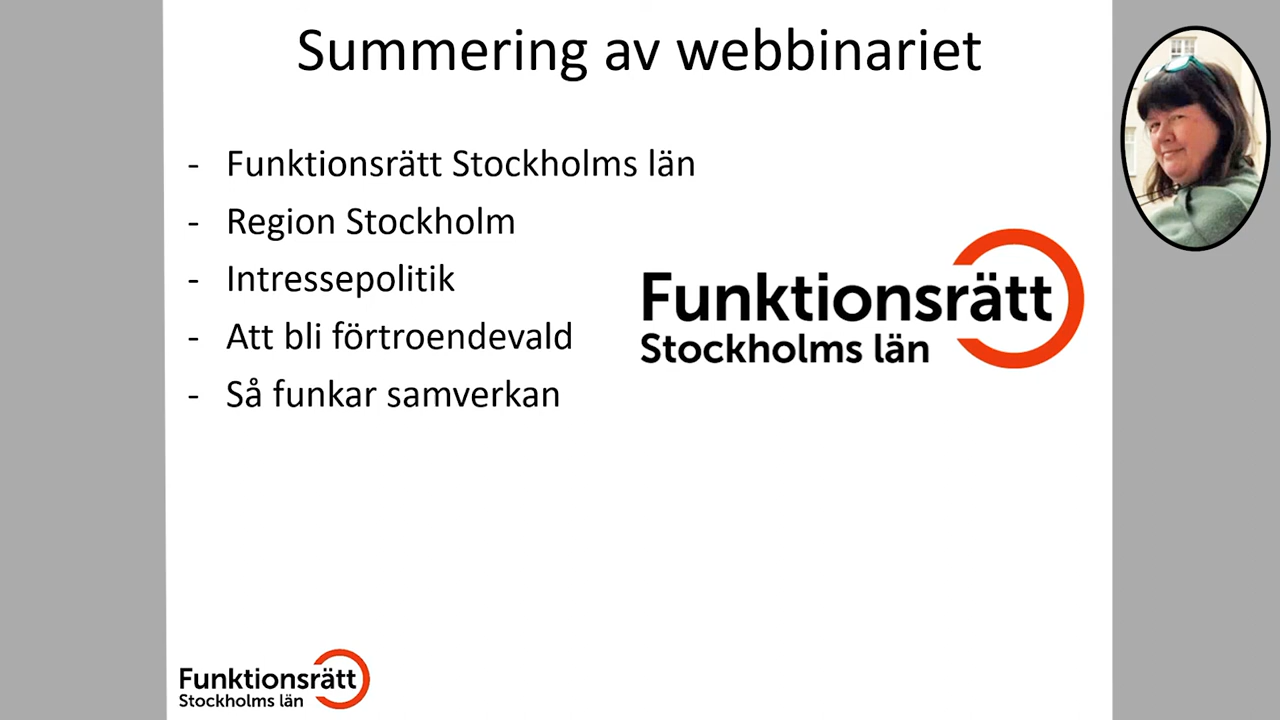 Summering av webbinariet
- Funktionsrätt Stockholms län
- Region Stockholm
- Intressepolitik
- Att bli förtroendevald
- Så funkar samverkan
Funktionsrätt
Stockholms län
Funktionsrätt
Stockholms län